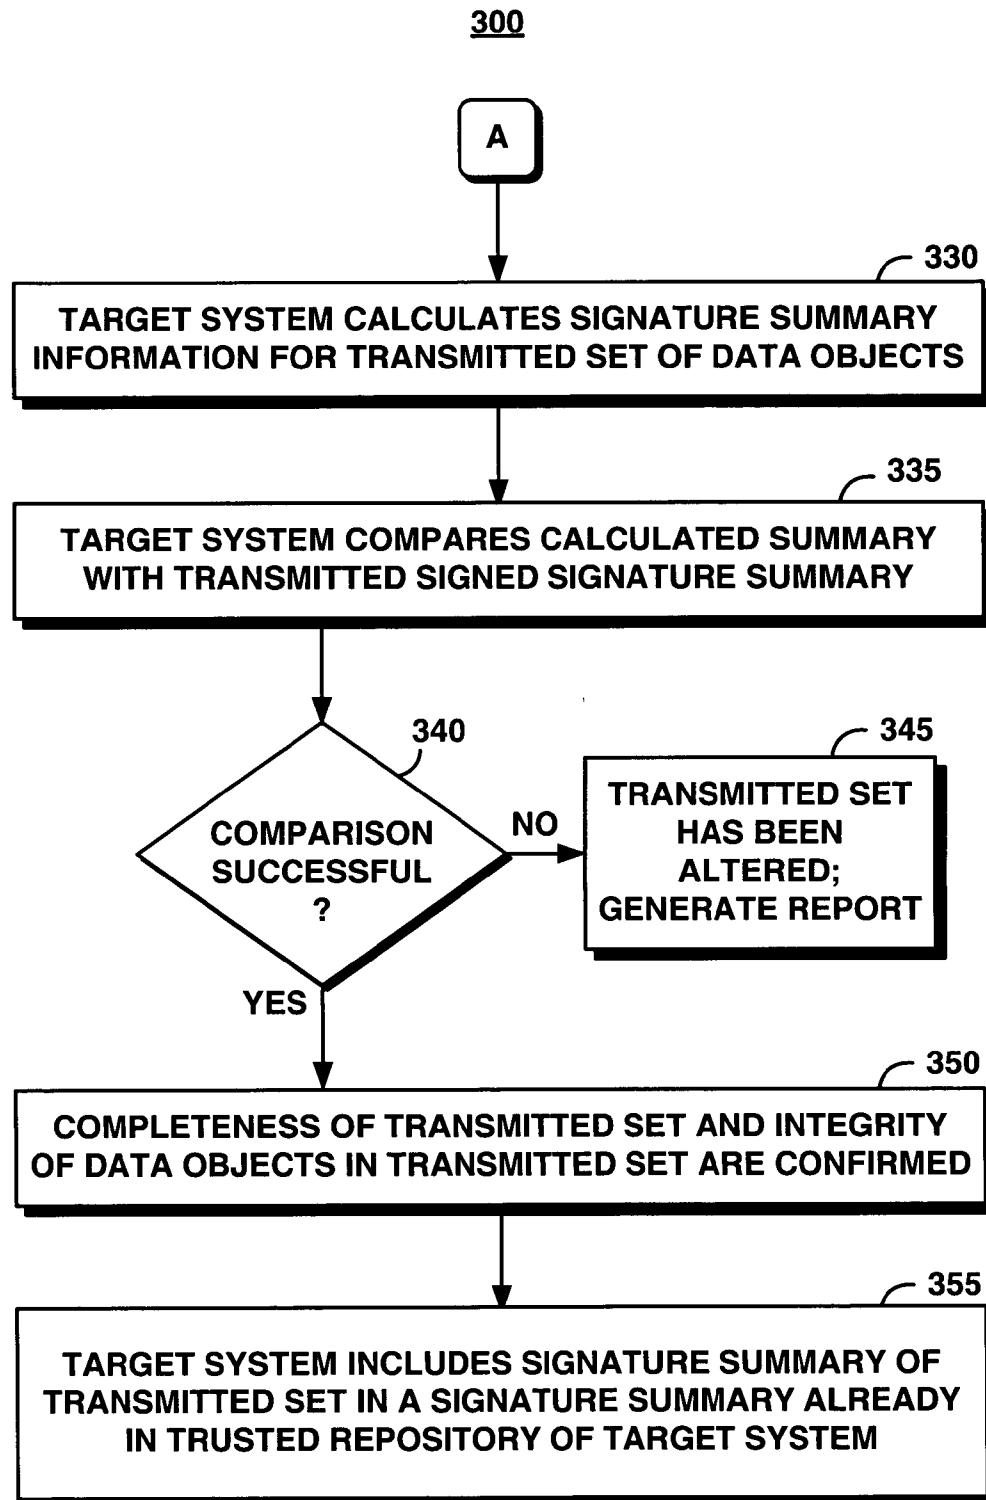 300
A
330
TARGET SYSTEM CALCULATES SIGNATURE SUMMARY
INFORMATION FOR TRANSMITTED SET OF DATA OBJECTS
335
TARGET SYSTEM COMPARES CALCULATED SUMMARY
WITH TRANSMITTED SIGNED SIGNATURE SUMMARY
340
COMPARISON
SUCCESSFUL
?
NO
345
TRANSMITTED SET
HAS BEEN
ALTERED;
GENERATE REPORT
YES
350
COMPLETENESS OF TRANSMITTED SET AND INTEGRITY
OF DATA OBJECTS IN TRANSMITTED SET ARE CONFIRMED
355
TARGET SYSTEM INCLUDES SIGNATURE SUMMARY OF
TRANSMITTED SET IN A SIGNATURE SUMMARY ALREADY
IN TRUSTED REPOSITORY OF TARGET SYSTEM